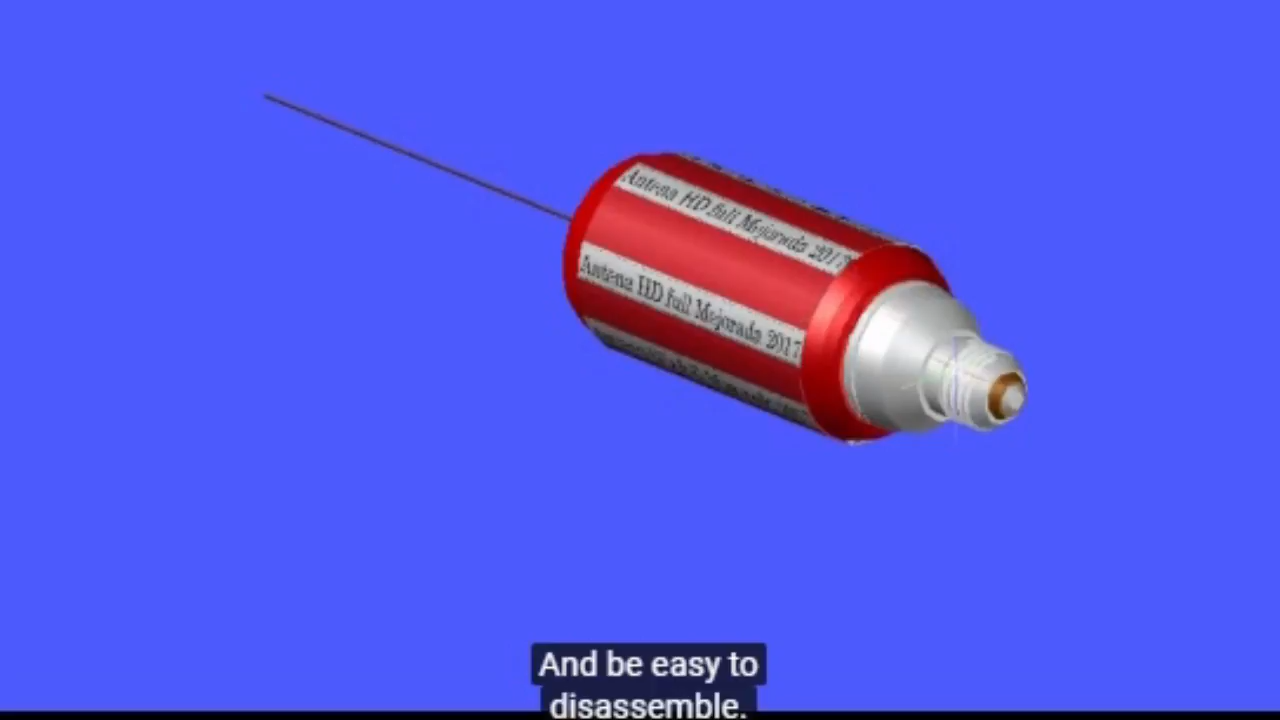 Antena HD full Mejorada 2017
Antena HD full Mejorada 2017
And be easy to
disassemble.